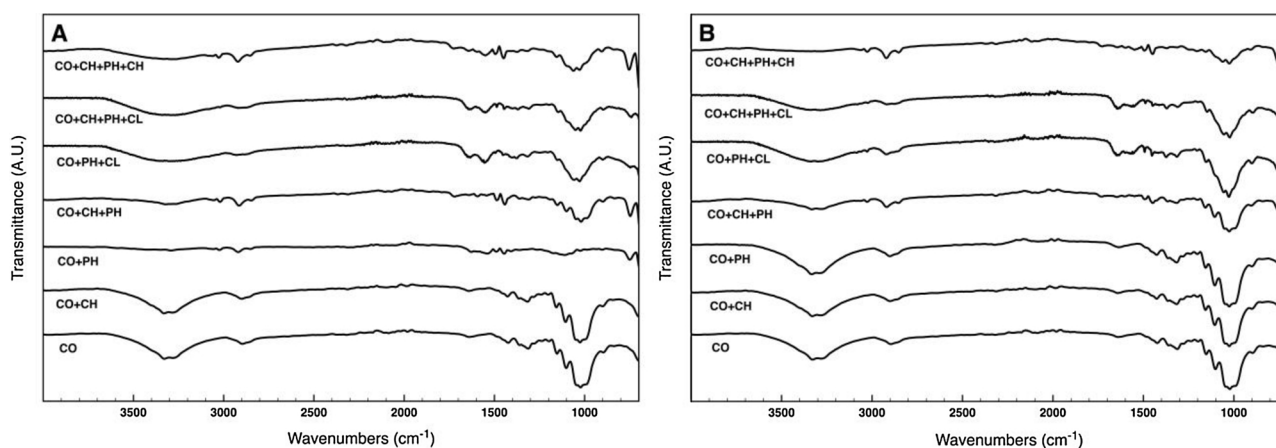 A
CO+CH+PH+CH
CO+CH+PH+CL
CO+PH+CL
CO+CH+PH
CO+PH
CO+CH
CO
Transmittance (A.U.)
3500 3000 2500 2000 1500 1000
Wavenumbers (cm⁻¹)
B
CO+CH+PH+CH
CO+CH+PH+CL
CO+PH+CL
CO+CH+PH
CO+PH
CO+CH
CO
Transmittance (A.U.)
3500 3000 2500 2000 1500 1000
Wavenumbers (cm⁻¹)